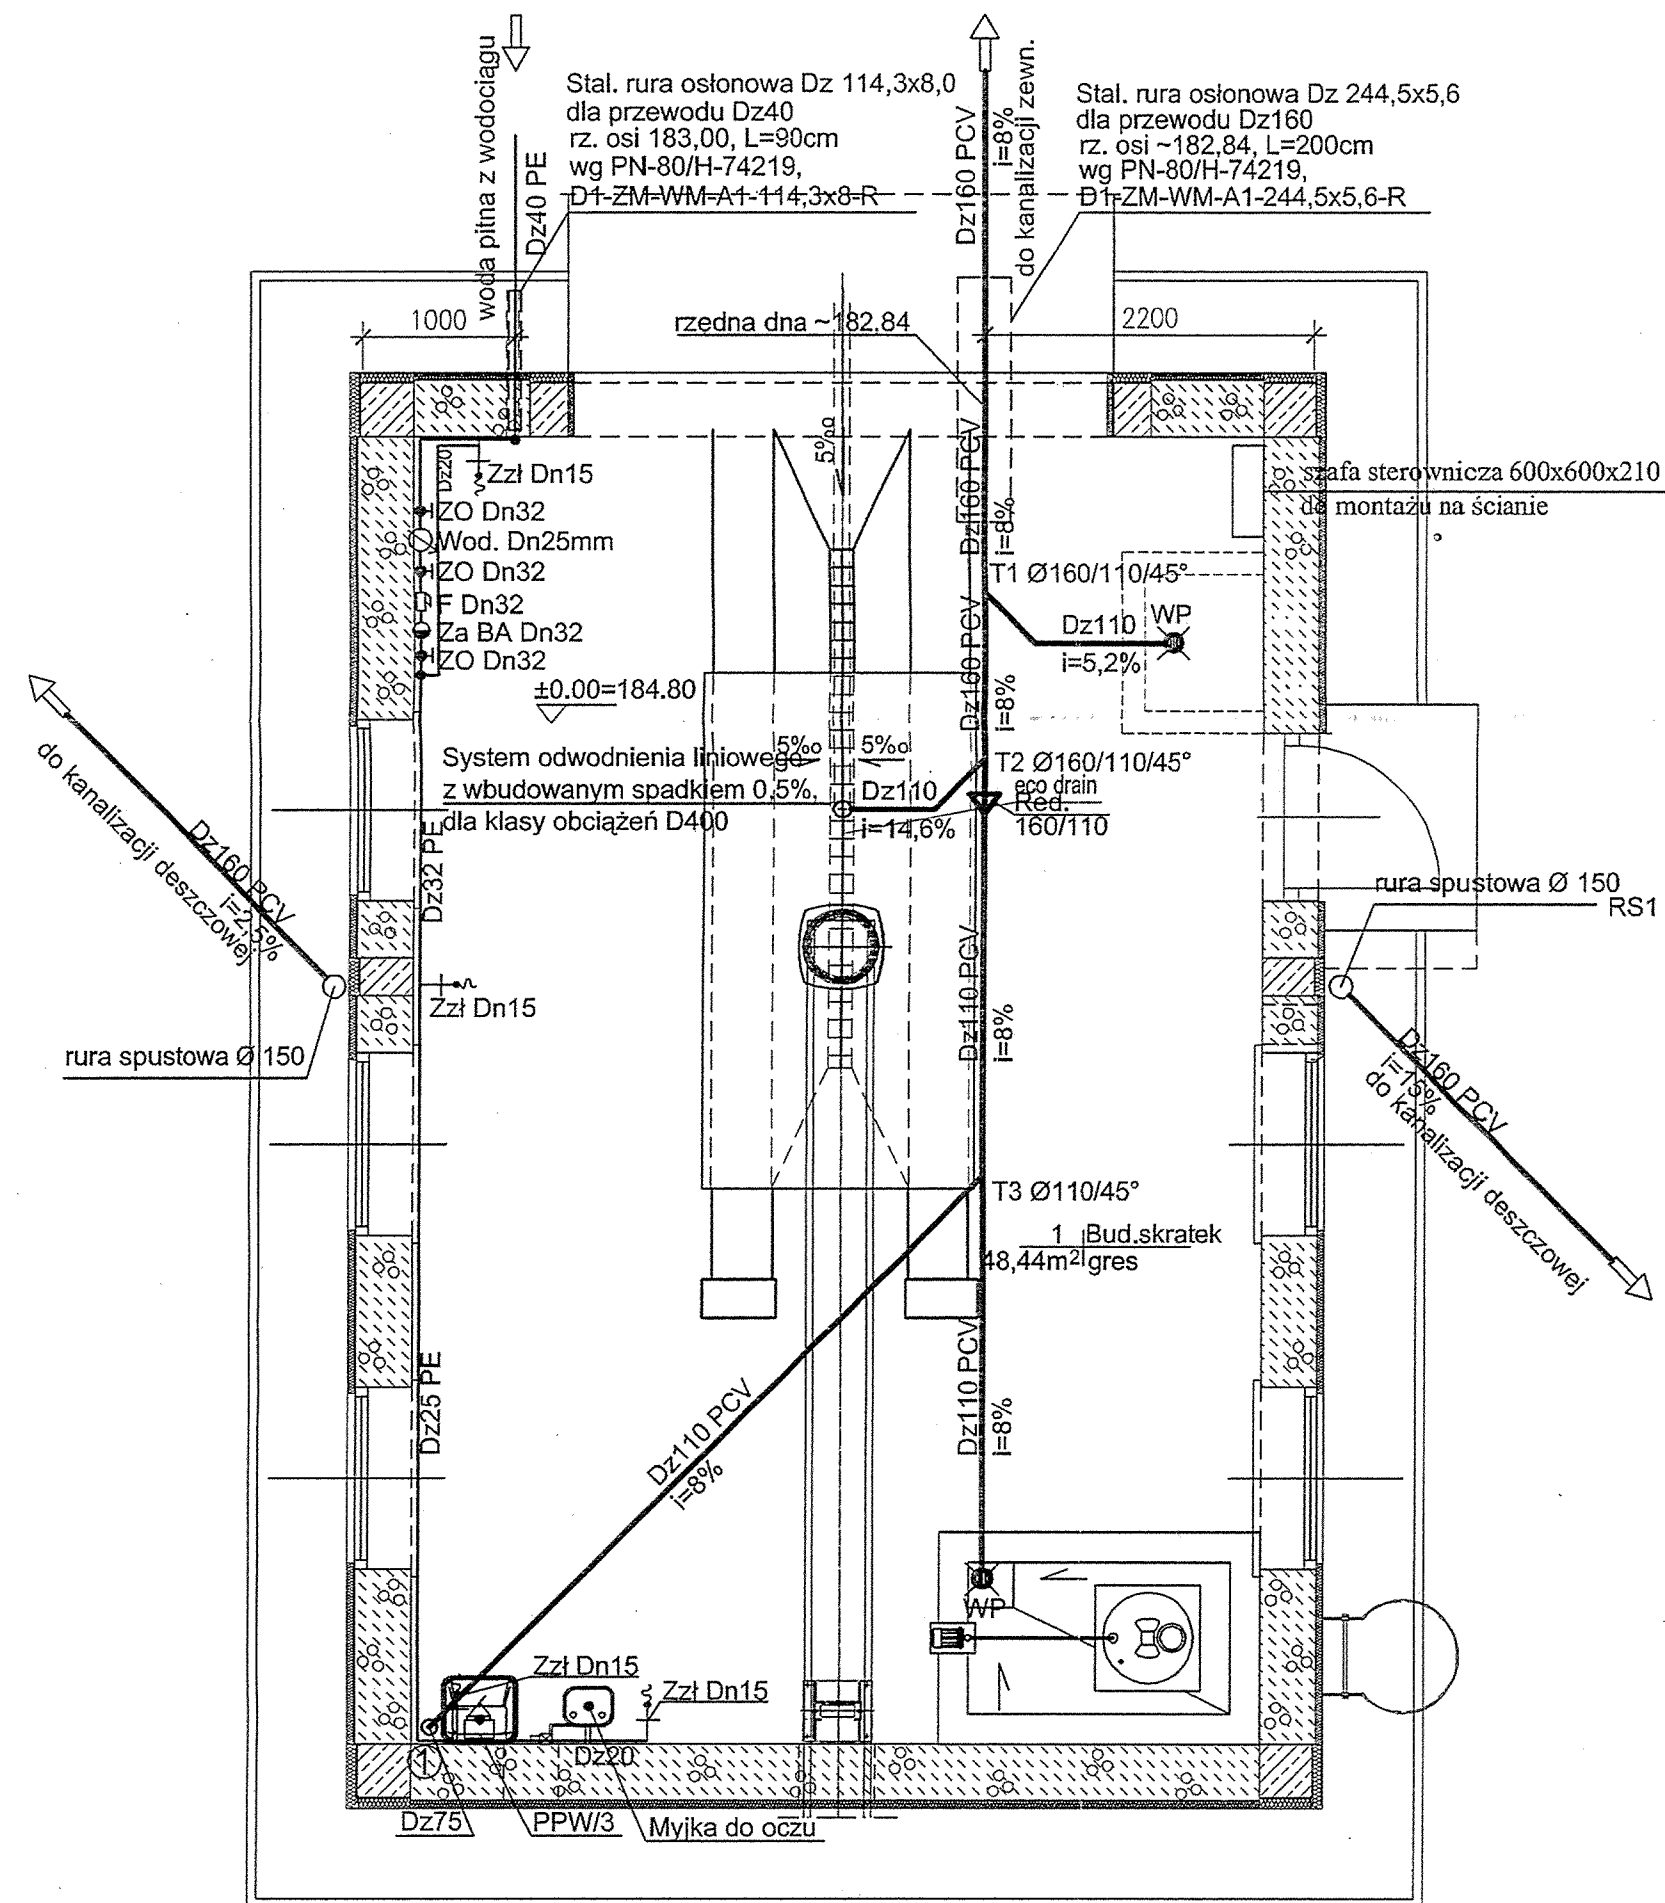 woda pitna z wodociągu
Dz40 PE
Stal. rura osłonowa Dz 114,3x8,0
dla przewodu Dz40
rz. osi 183,00, L=90cm
wg PN-80/H-74219,
D1-ZM-WM-A1-114,3x8-R
Dz160 PCV
i=8%
do kanalizacji zewn.
Stal. rura osłonowa Dz 244,5x5,6
dla przewodu Dz160
rz. osi ~182,84, L=200cm
wg PN-80/H-74219,
D1-ZM-WM-A1-244,5x5,6-R
1000
rzedna dna ~182.84
2200
5‰
Dz20
Zzł Dn15
ZO Dn32
Wod. Dn25mm
ZO Dn32
F Dn32
Za BA Dn32
ZO Dn32
Dz160 PCV
i=8%
szafa sterownicza 600x600x210
do montażu na ścianie
T1 Ø160/110/45°
WP
Dz110
i=5,2%
Dz160 PCV
i=8%
±0.00=184.80
System odwodnienia liniowego
z wbudowanym spadkiem 0,5%,
dla klasy obciążeń D400
5‰
5‰
Dz110
i=14,6%
T2 Ø160/110/45°
eco drain
Red.
160/110
do kanalizacji deszczowej
Dz160 PCV
i=2,5%
Dz32 PE
rura spustowa Ø 150
RS1
Zzł Dn15
rura spustowa Ø 150
Dz110 PCV
i=8%
Dz160 PCV
i=15%
do kanalizacji deszczowej
T3 Ø110/45°
1 Bud.skratek
48,44m² gres
Dz25 PE
Dz110 PCV
i=8%
Dz110 PCV
i=8%
WP
Zzł Dn15
Zzł Dn15
1
Dz20
Dz75
PPW/3
Myjka do oczu